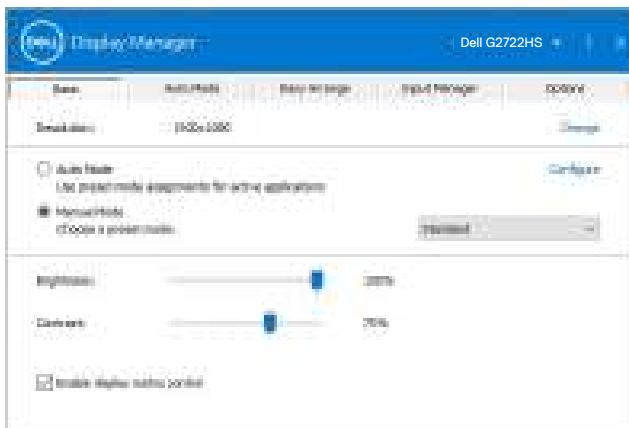 DELL Display Manager Dell G2722HS
Basic Auto Mode Easy Arrange Input Manager Options
Resolution: 1920x1080 Change
Auto Mode Configure
Use preset mode assignments for active applications
Manual Mode
Choose a preset mode: Standard
Brightness: 100%
Contrast: 75%
Enable display matrix control